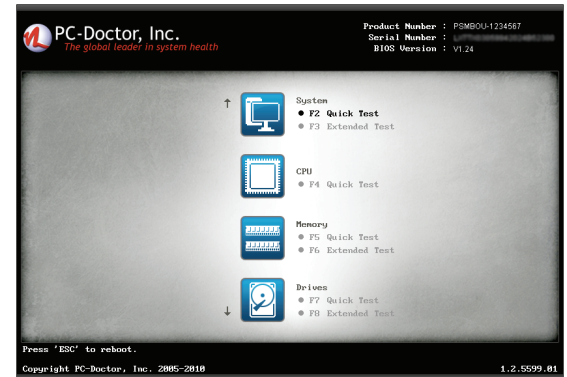 PC-Doctor, Inc.
The global leader in system health
Product Number : PSMBOU-1234567
Serial Number :
BIOS Version : V1.24
System
F2 Quick Test
F3 Extended Test
CPU
F4 Quick Test
Memory
F5 Quick Test
F6 Extended Test
Drives
F7 Quick Test
F8 Extended Test
Press 'ESC' to reboot.
Copyright PC-Doctor, Inc. 2005-2010
1.2.5599.01